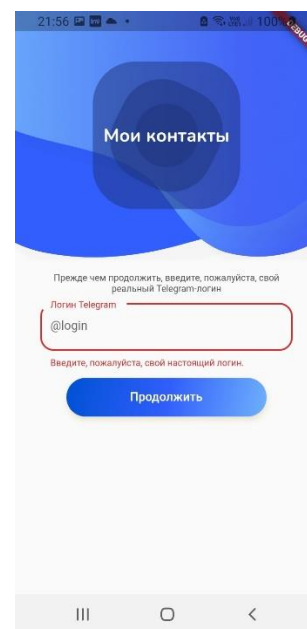 21:56
100%
Мои контакты
Прежде чем продолжить, введите, пожалуйста, свой
реальный Telegram-логин
Логин Telegram
@login
Введите, пожалуйста, свой настоящий логин.
Продолжить